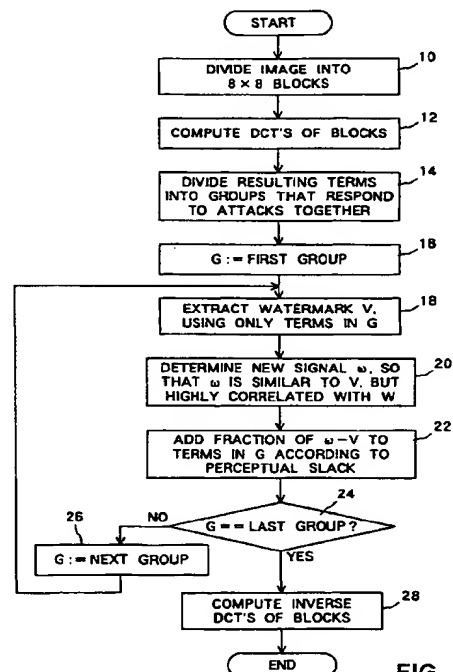 START
10
DIVIDE IMAGE INTO
8 × 8 BLOCKS
12
COMPUTE DCT'S OF BLOCKS
14
DIVIDE RESULTING TERMS
INTO GROUPS THAT RESPOND
TO ATTACKS TOGETHER
18
G := FIRST GROUP
18
EXTRACT WATERMARK V,
USING ONLY TERMS IN G
20
DETERMINE NEW SIGNAL ω, SO
THAT ω IS SIMILAR TO V, BUT
HIGHLY CORRELATED WITH W
22
ADD FRACTION OF ω-V TO
TERMS IN G ACCORDING TO
PERCEPTUAL SLACK
24
G == LAST GROUP?
NO
26
G := NEXT GROUP
YES
28
COMPUTE INVERSE
DCT'S OF BLOCKS
END
FIG